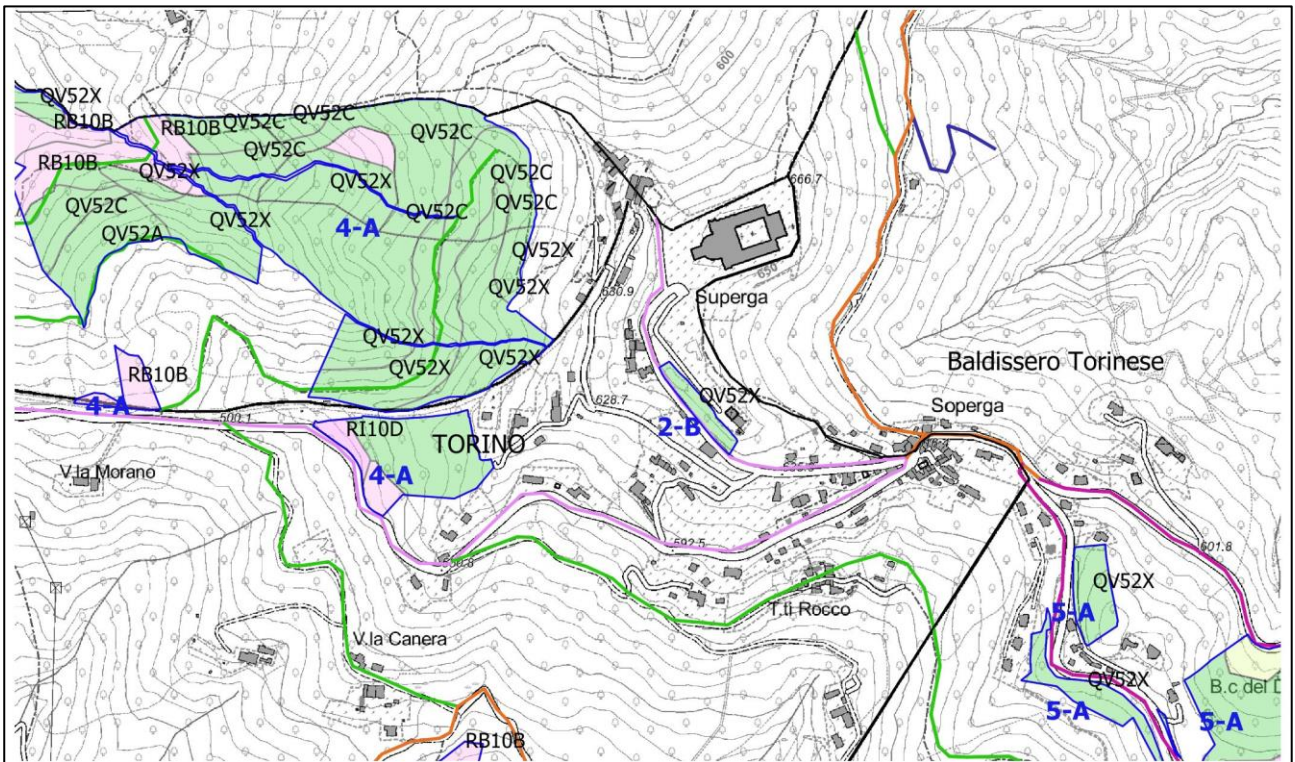 600
QV52X
RB10B
RB10B
QV52C
QV52C
QV52C
QV52C
RB10B
QV52X
QV52X
QV52C
QV52C
QV52C
QV52C
QV52X
4-A
QV52A
QV52X
QV52X
666.7
650
Superga
630.9
QV52X
QV52X
QV52X
RB10B
4-A
500.1
RI10D
TORINO
4-A
628.7
QV52X
2-B
Baldissero Torinese
Soperga
V.la Morano
592.5
601.8
T.ti Rocco
QV52X
5-A
V.la Canera
QV52X
5-A
5-A
B.c del
RB10B